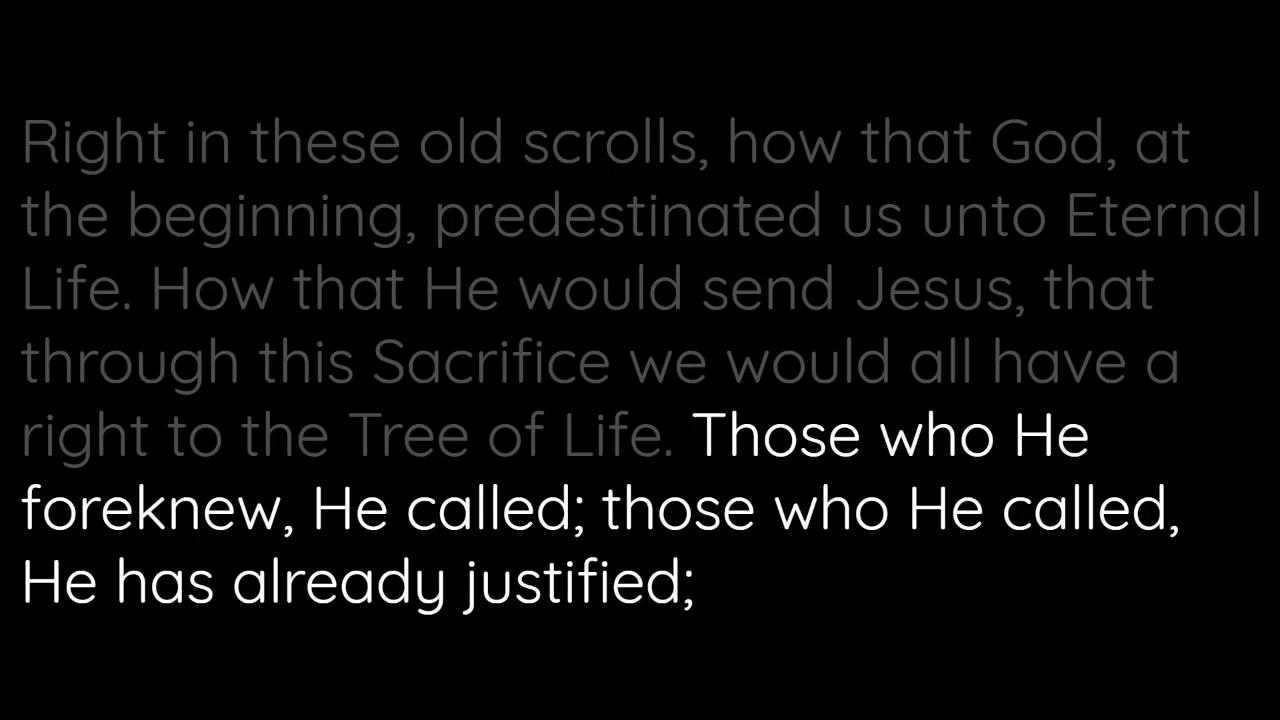 Right in these old scrolls, how that God, at
the beginning, predestinated us unto Eternal
Life. How that He would send Jesus, that
through this Sacrifice we would all have a
right to the Tree of Life. Those who He
foreknew, He called; those who He called,
He has already justified;